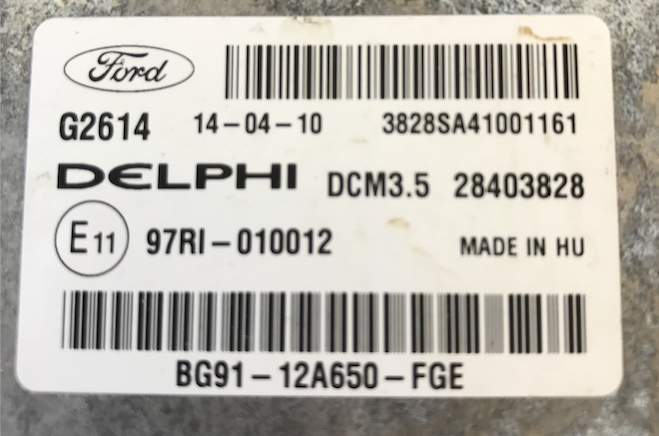 Ford
G2614 14-04-10 3828SA41001161
DELPHI DCM3.5 28403828
E11 97RI-010012 MADE IN HU
BG91-12A650-FGE